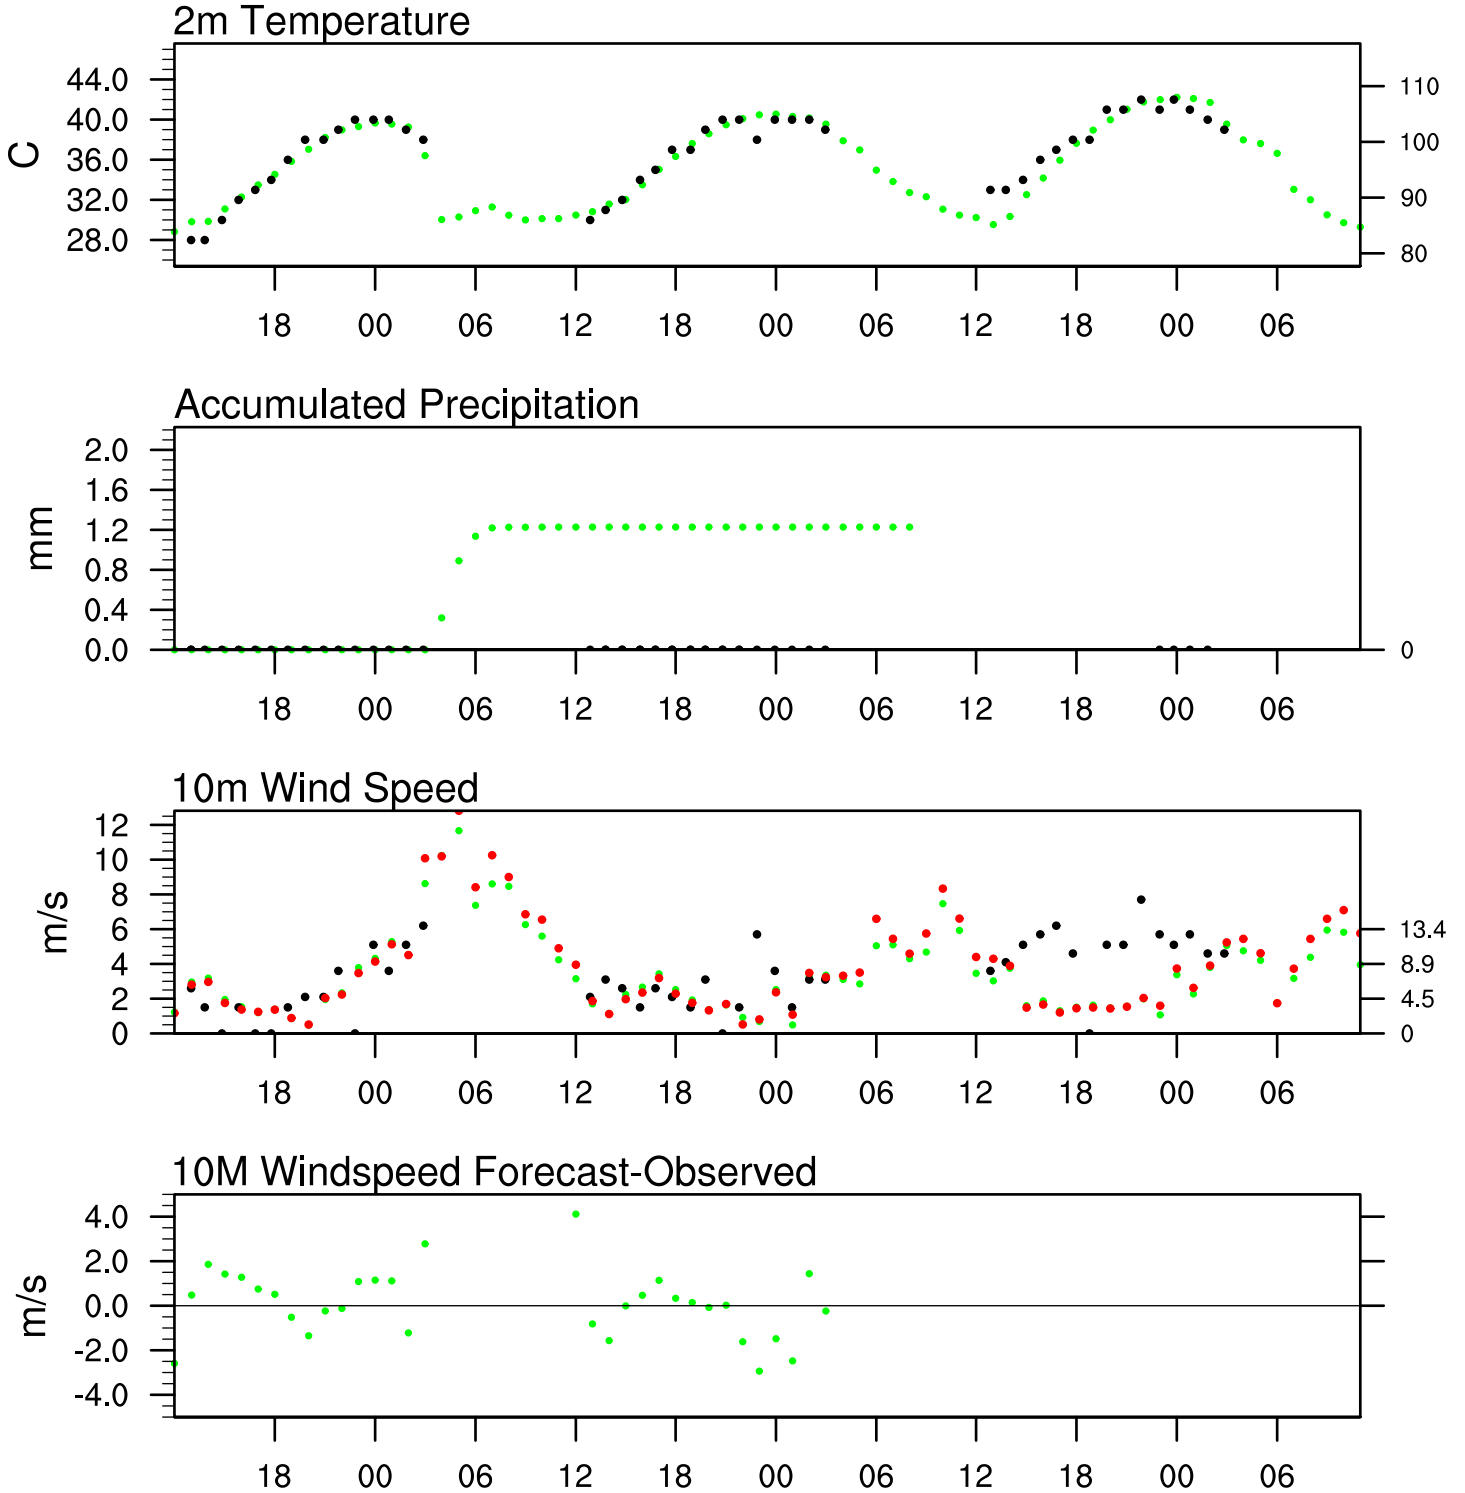 2m Temperature
44.0
40.0
36.0
32.0
28.0
C
110
100
90
80
18 00 06 12 18 00 06 12 18 00 06
Accumulated Precipitation
2.0
1.6
1.2
0.8
0.4
0.0
mm
0
18 00 06 12 18 00 06 12 18 00 06
10m Wind Speed
12
10
8
6
4
2
0
m/s
13.4
8.9
4.5
0
18 00 06 12 18 00 06 12 18 00 06
10M Windspeed Forecast-Observed
4.0
2.0
0.0
-2.0
-4.0
m/s
18 00 06 12 18 00 06 12 18 00 06